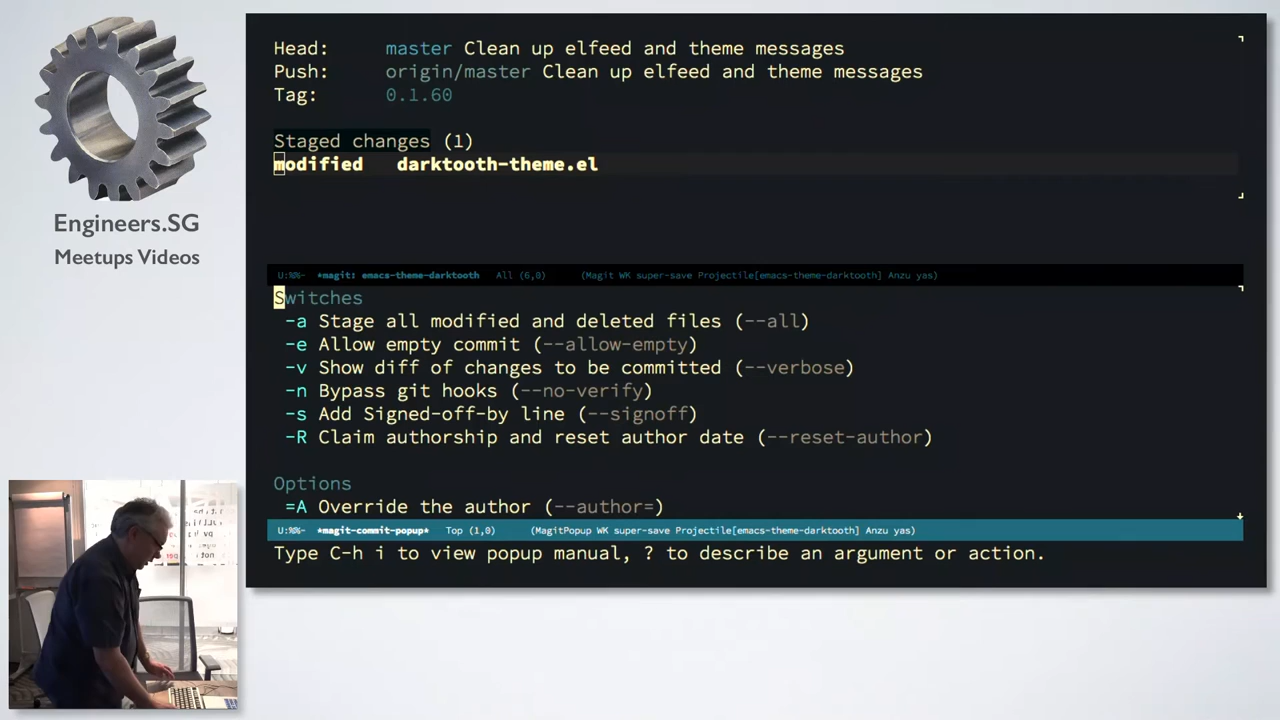 Engineers.SG
Meetups Videos
Head: master Clean up elfeed and theme messages
Push: origin/master Clean up elfeed and theme messages
Tag: 0.1.60
Staged changes (1)
modified darktooth-theme.el
U:%%- *magit: emacs-theme-darktooth All (6,0) (Magit WK super-save Projectile[emacs-theme-darktooth] Anzu yas)
Switches
-a Stage all modified and deleted files (--all)
-e Allow empty commit (--allow-empty)
-v Show diff of changes to be committed (--verbose)
-n Bypass git hooks (--no-verify)
-s Add Signed-off-by line (--signoff)
-R Claim authorship and reset author date (--reset-author)
Options
=A Override the author (--author=)
U:%%- *magit-commit-popup* Top (1,0) (MagitPopup WK super-save Projectile[emacs-theme-darktooth] Anzu yas)
Type C-h i to view popup manual, ? to describe an argument or action.